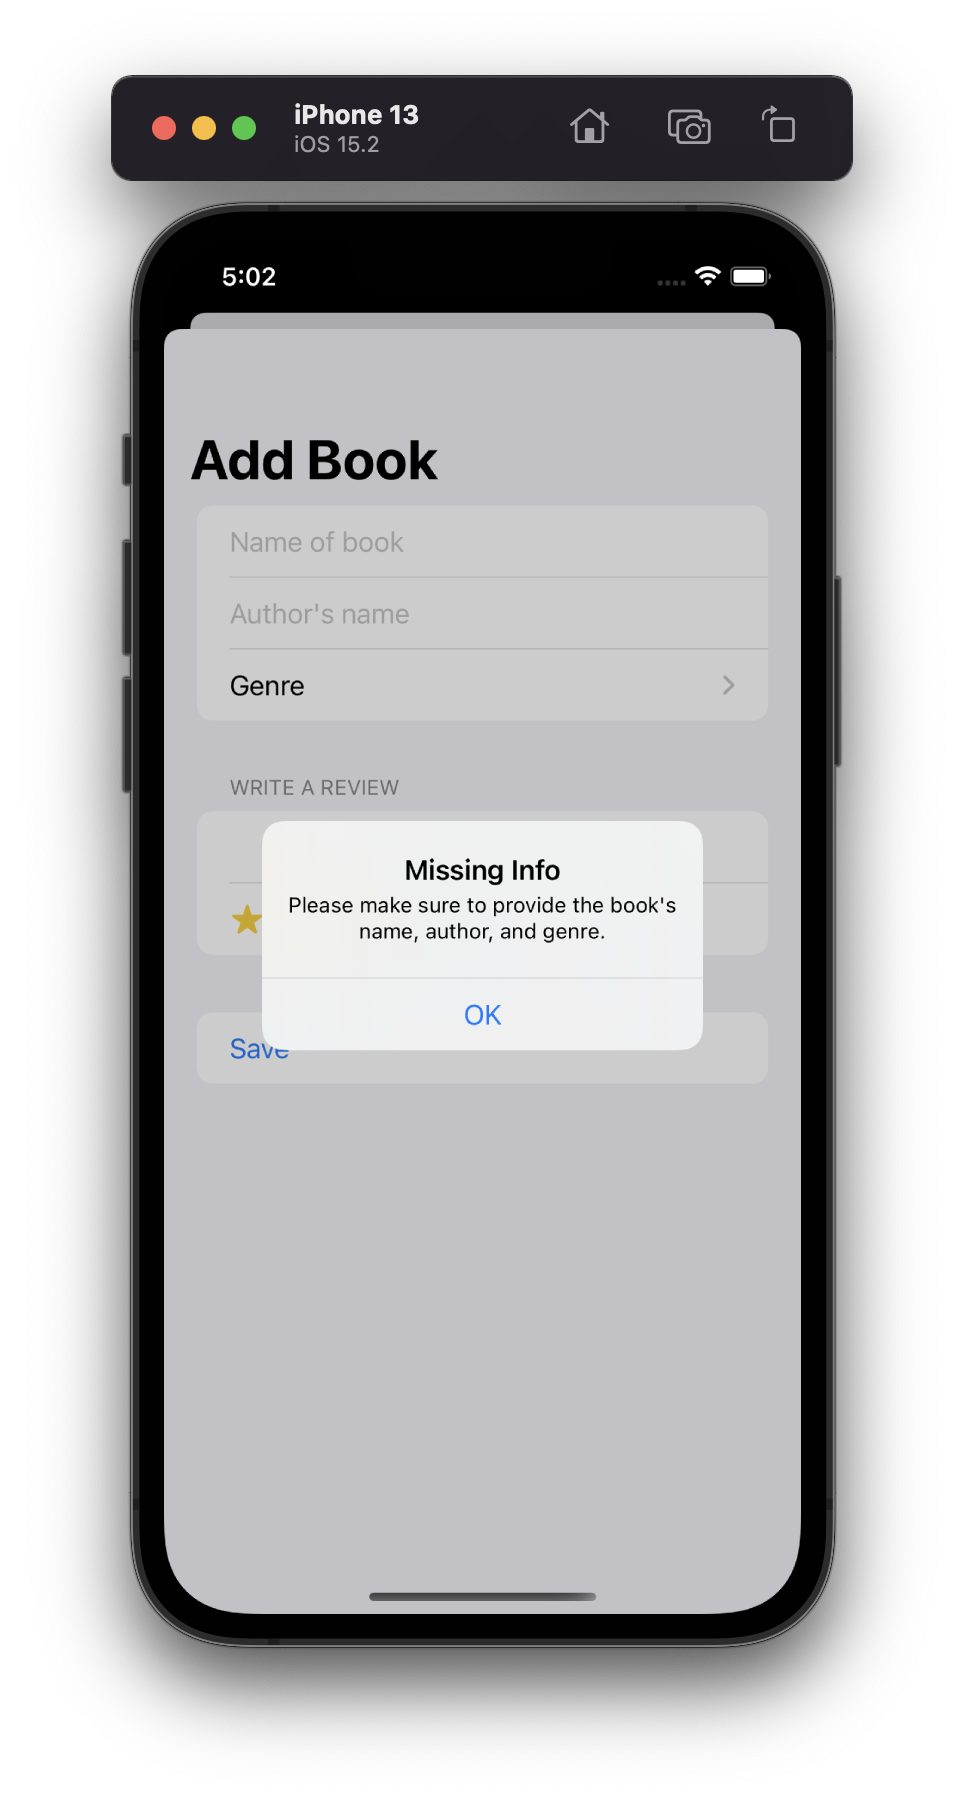 iPhone 13
iOS 15.2
5:02
Add Book
Name of book
Author's name
Genre
WRITE A REVIEW
Missing Info
Please make sure to provide the book's
name, author, and genre.
OK
Save